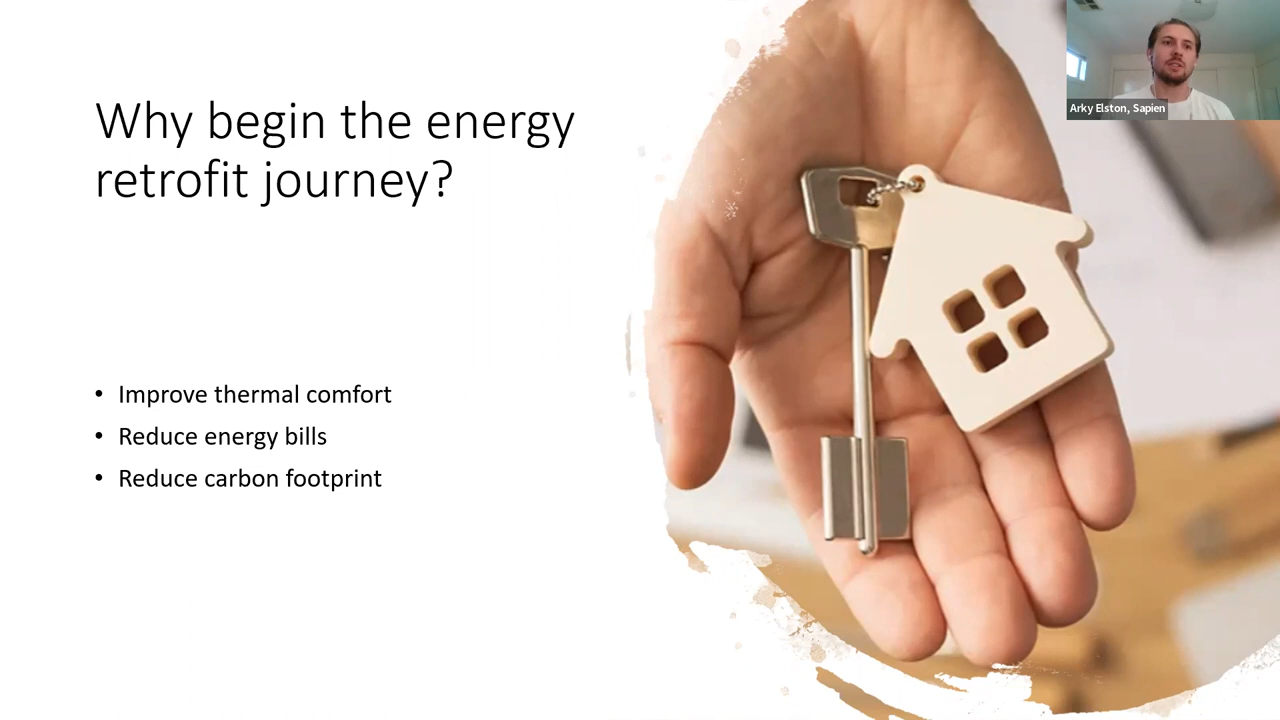 Why begin the energy
retrofit journey?
• Improve thermal comfort
• Reduce energy bills
• Reduce carbon footprint
Arky Elston, Sapien